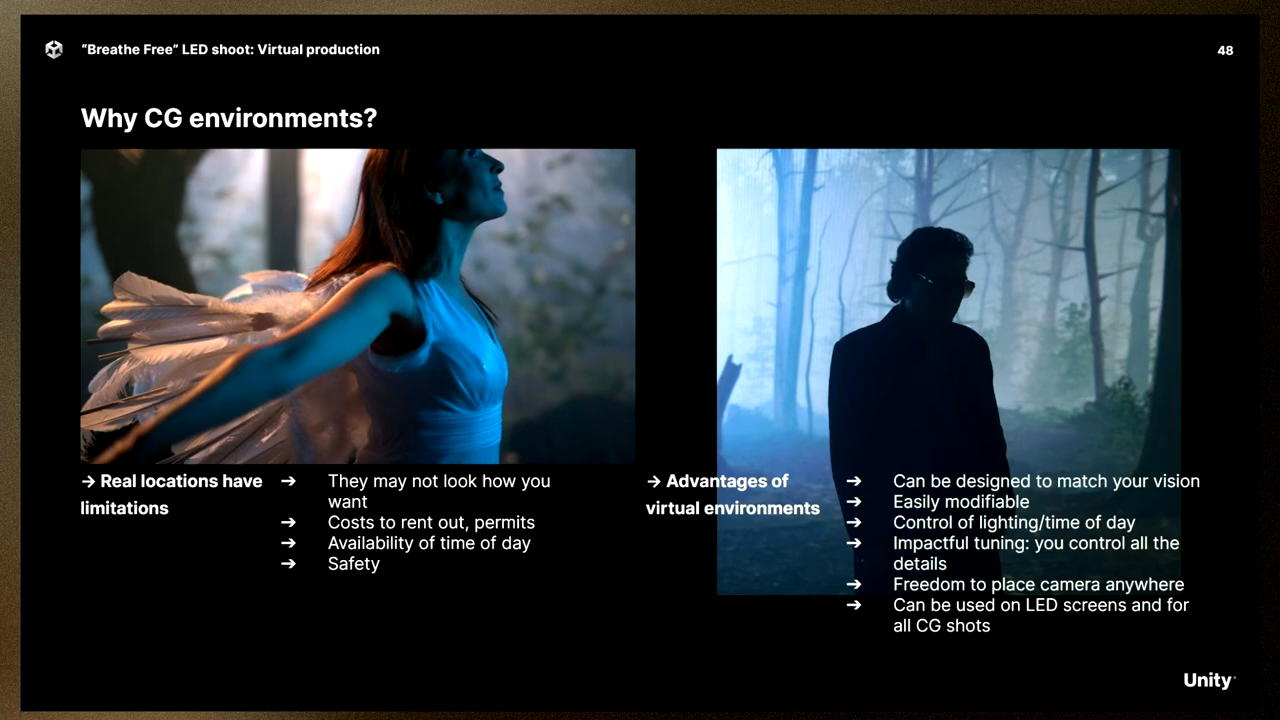 “Breathe Free” LED shoot: Virtual production
48
Why CG environments?
→ Real locations have
limitations
➔ They may not look how you
want
➔ Costs to rent out, permits
➔ Availability of time of day
➔ Safety
→ Advantages of
virtual environments
➔ Can be designed to match your vision
➔ Easily modifiable
➔ Control of lighting/time of day
➔ Impactful tuning: you control all the
details
➔ Freedom to place camera anywhere
➔ Can be used on LED screens and for
all CG shots
Unity